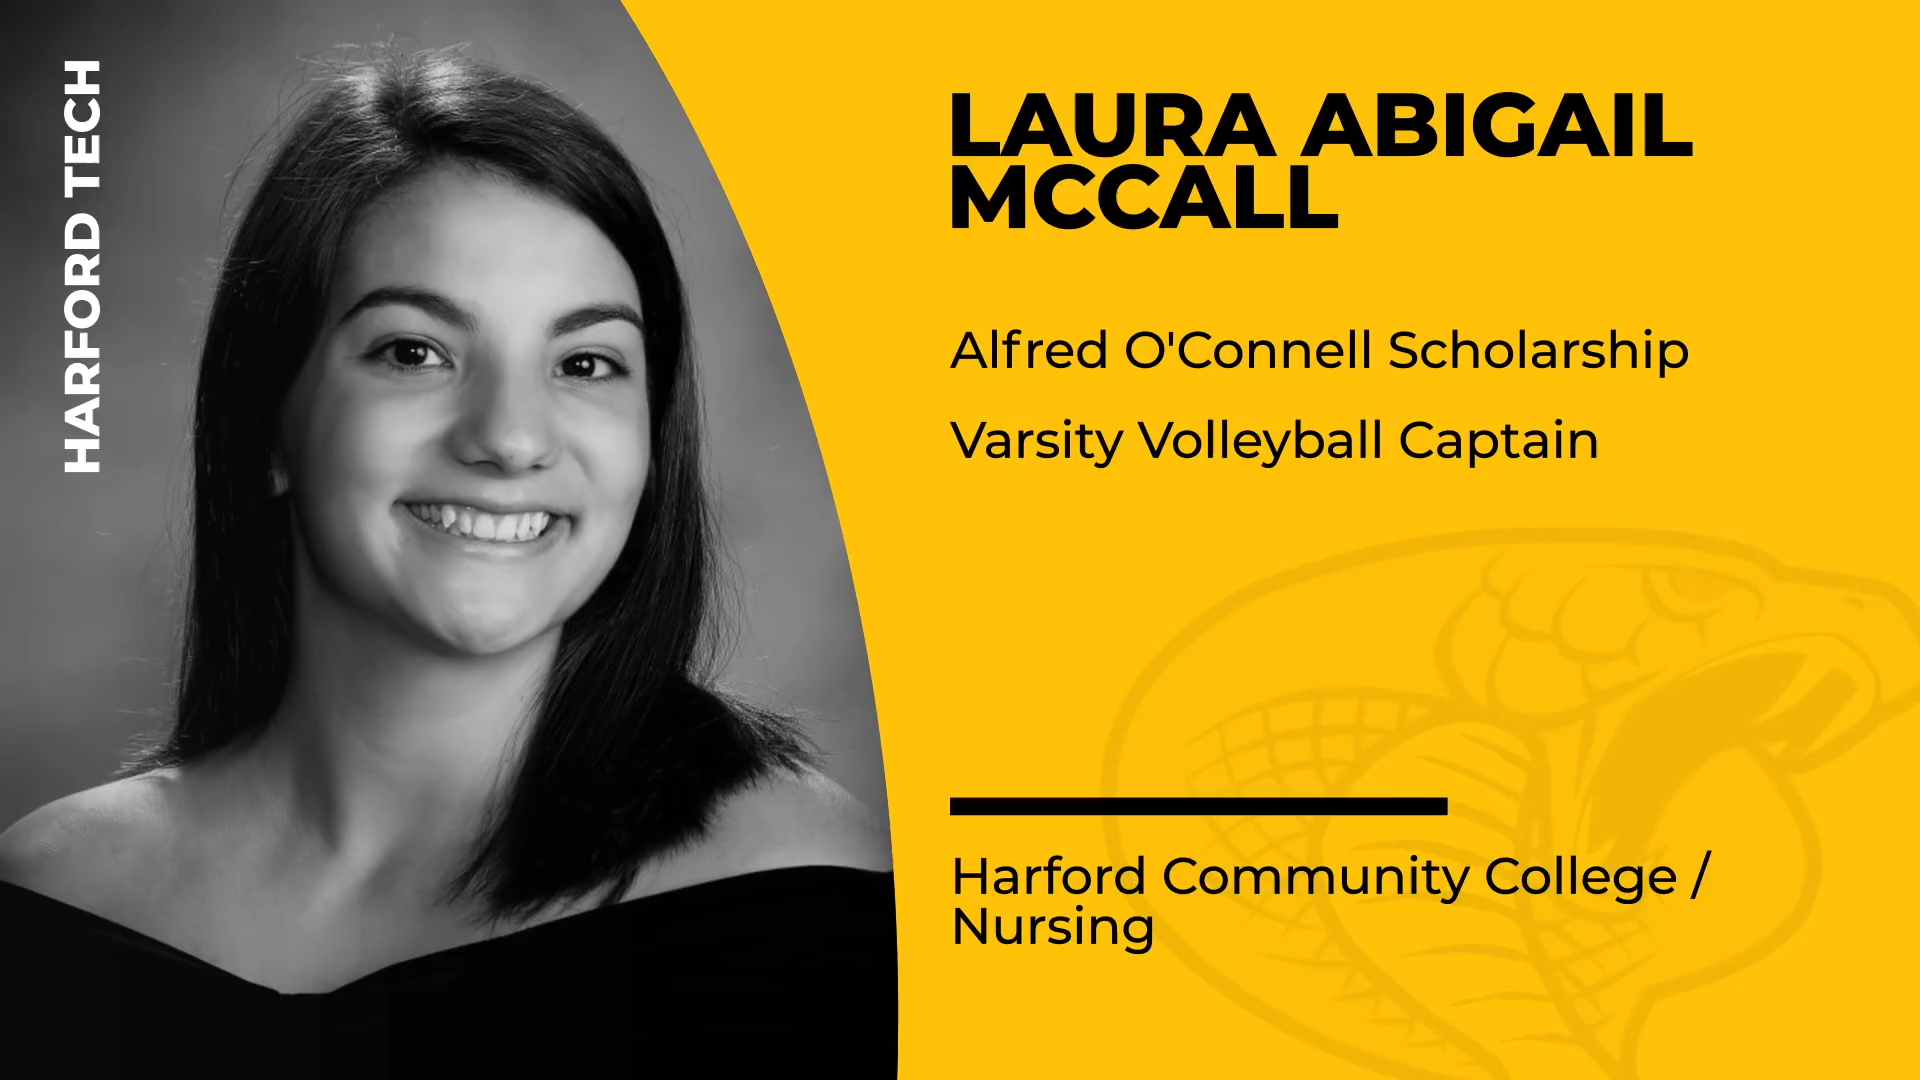 HARFORD TECH
LAURA ABIGAIL
MCCALL
Alfred O'Connell Scholarship
Varsity Volleyball Captain
Harford Community College /
Nursing